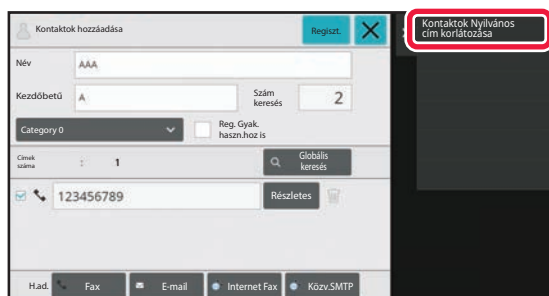 Kontaktok hozzáadása
Regiszt.
Kontaktok Nyilvános
cím korlátozása
Név
AAA
Kezdőbetű
A
Szám
keresés
2
Category 0
Reg. Gyak.
haszn.hoz is
Címek
száma
:
1
Globális
keresés
123456789
Részletes
H.ad.
Fax
E-mail
Internet Fax
Közv.SMTP